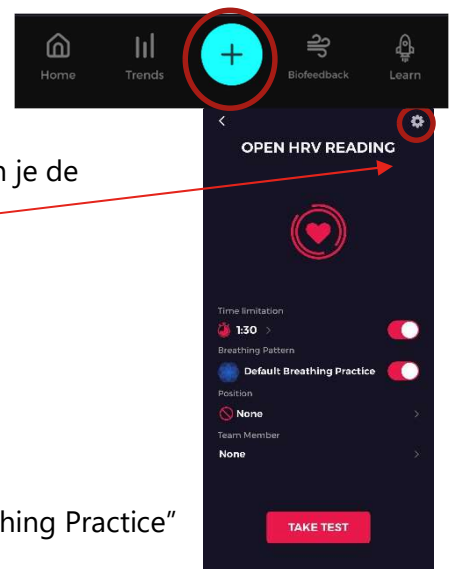 +
Home Trends Biofeedback Learn
OPEN HRV READING
je de
Time limitation
1:30 >
Breathing Pattern
Default Breathing Practice
Position
None >
Team Member
None >
hing Practice”
TAKE TEST